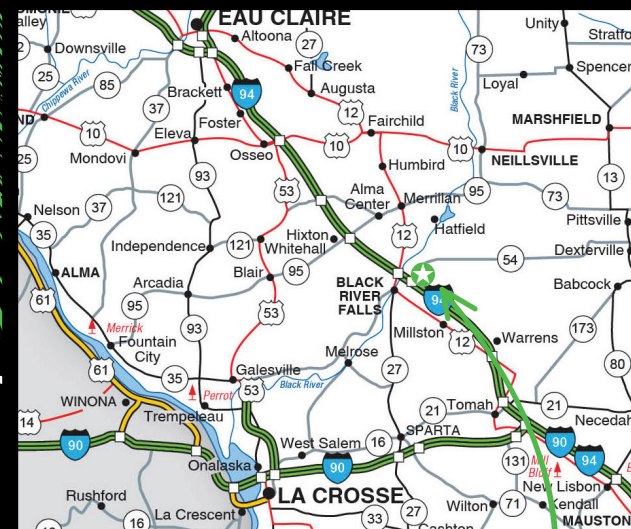 EAU CLAIRE
Unity
Altoona
27
Downsville
Fall Creek
73
Spencer
25
Chippewa River
85
Brackett
94
Augusta
Black River
Loyal
37
Foster
12
Fairchild
MARSHFIELD
10
Eleva
10
10
Mondovi
Osseo
NEILLSVILLE
25
Humbird
93
53
95
13
Nelson
37
121
Alma
Center
Merrillan
73
35
Hatfield
Pittsville
Independence
121
Hixton
Whitehall
12
Dexterville
54
ALMA
Blair
95
Arcadia
BLACK
RIVER
FALLS
94
Babcock
61
95
53
Merrick
93
Millston
12
Warrens
173
Fountain
City
Melrose
61
35
Galesville
27
80
Perrot
53
Black River
WINONA
Trempeleau
21
Tomah
21
14
Necedah
90
West Salem
16
SPARTA
90
Onalaska
90
131
Mill
Bluff
94
LA CROSSE
New Lisbon
Rushford
Wilton
71
Kendall
La Crescent
16
33
27
MAUSTON
Cashton